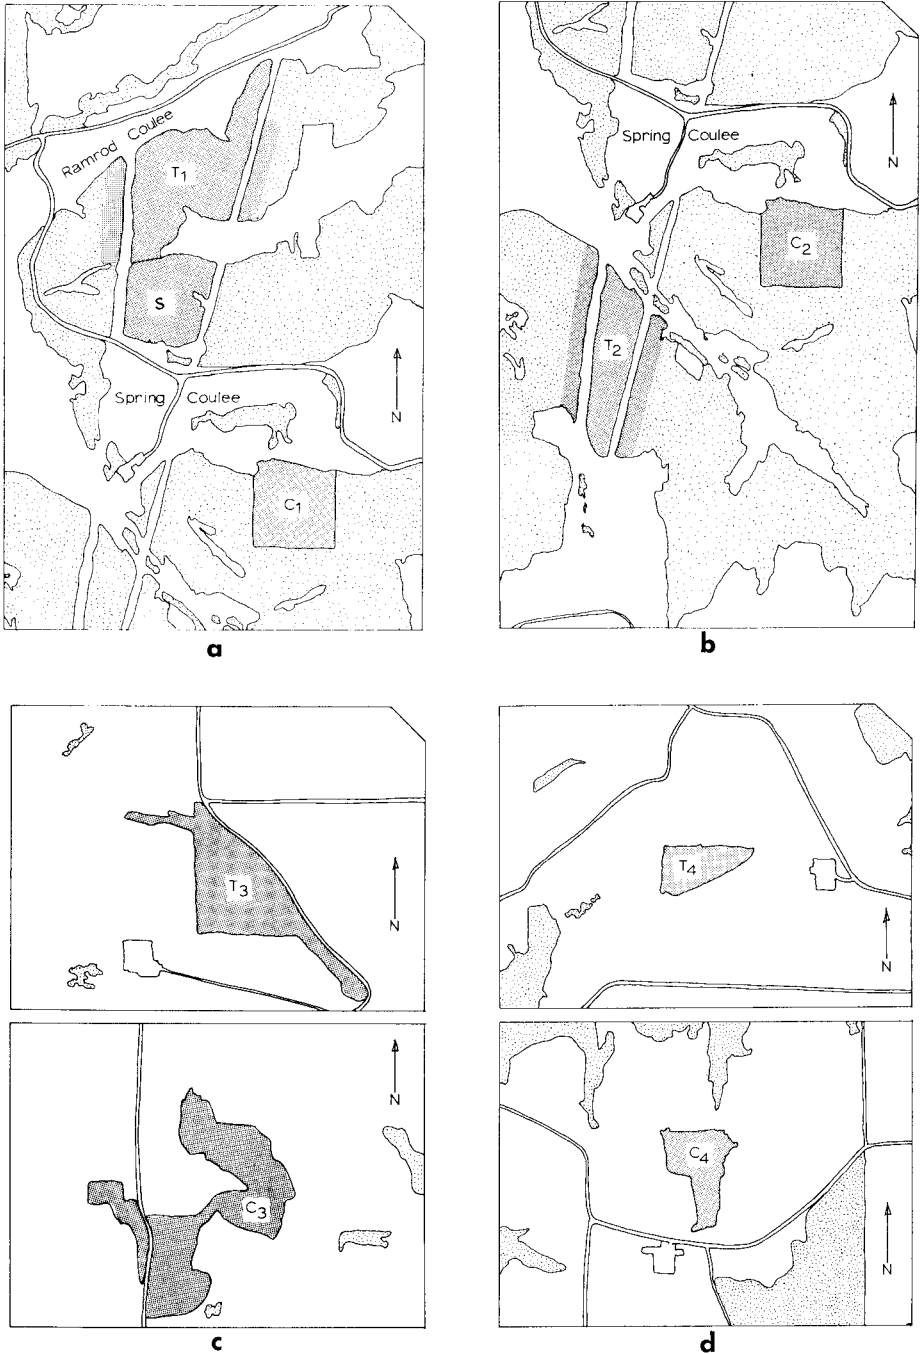 Ramrod Coulee
T1
S
Spring Coulee
N
C1
a
Spring Coulee
N
C2
T2
b
T3
N
N
C3
c
T4
N
C4
N
d